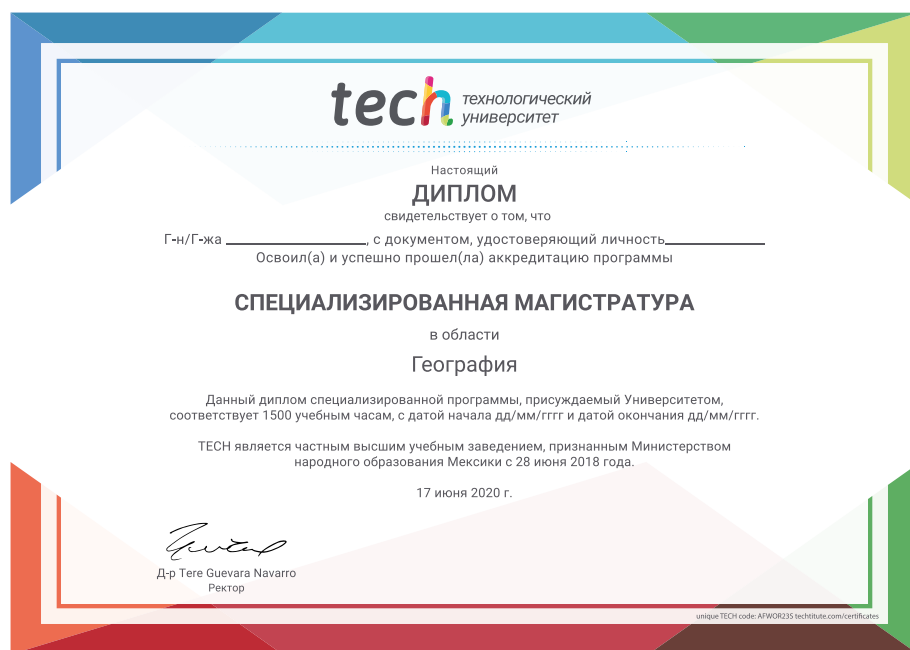 tech технологический
университет
Настоящий
ДИПЛОМ
свидетельствует о том, что
Г-н/Г-жа ____________________, с документом, удостоверяющий личность______________
Освоил(а) и успешно прошел(ла) аккредитацию программы
СПЕЦИАЛИЗИРОВАННАЯ МАГИСТРАТУРА
в области
География
Данный диплом специализированной программы, присуждаемый Университетом,
соответствует 1500 учебным часам, с датой начала дд/мм/гггг и датой окончания дд/мм/гггг.
TECH является частным высшим учебным заведением, признанным Министерством
народного образования Мексики с 28 июня 2018 года.
17 июня 2020 г.
Д-р Tere Guevara Navarro
Ректор
unique TECH code: AFWOR235 techtitute.com/certificates